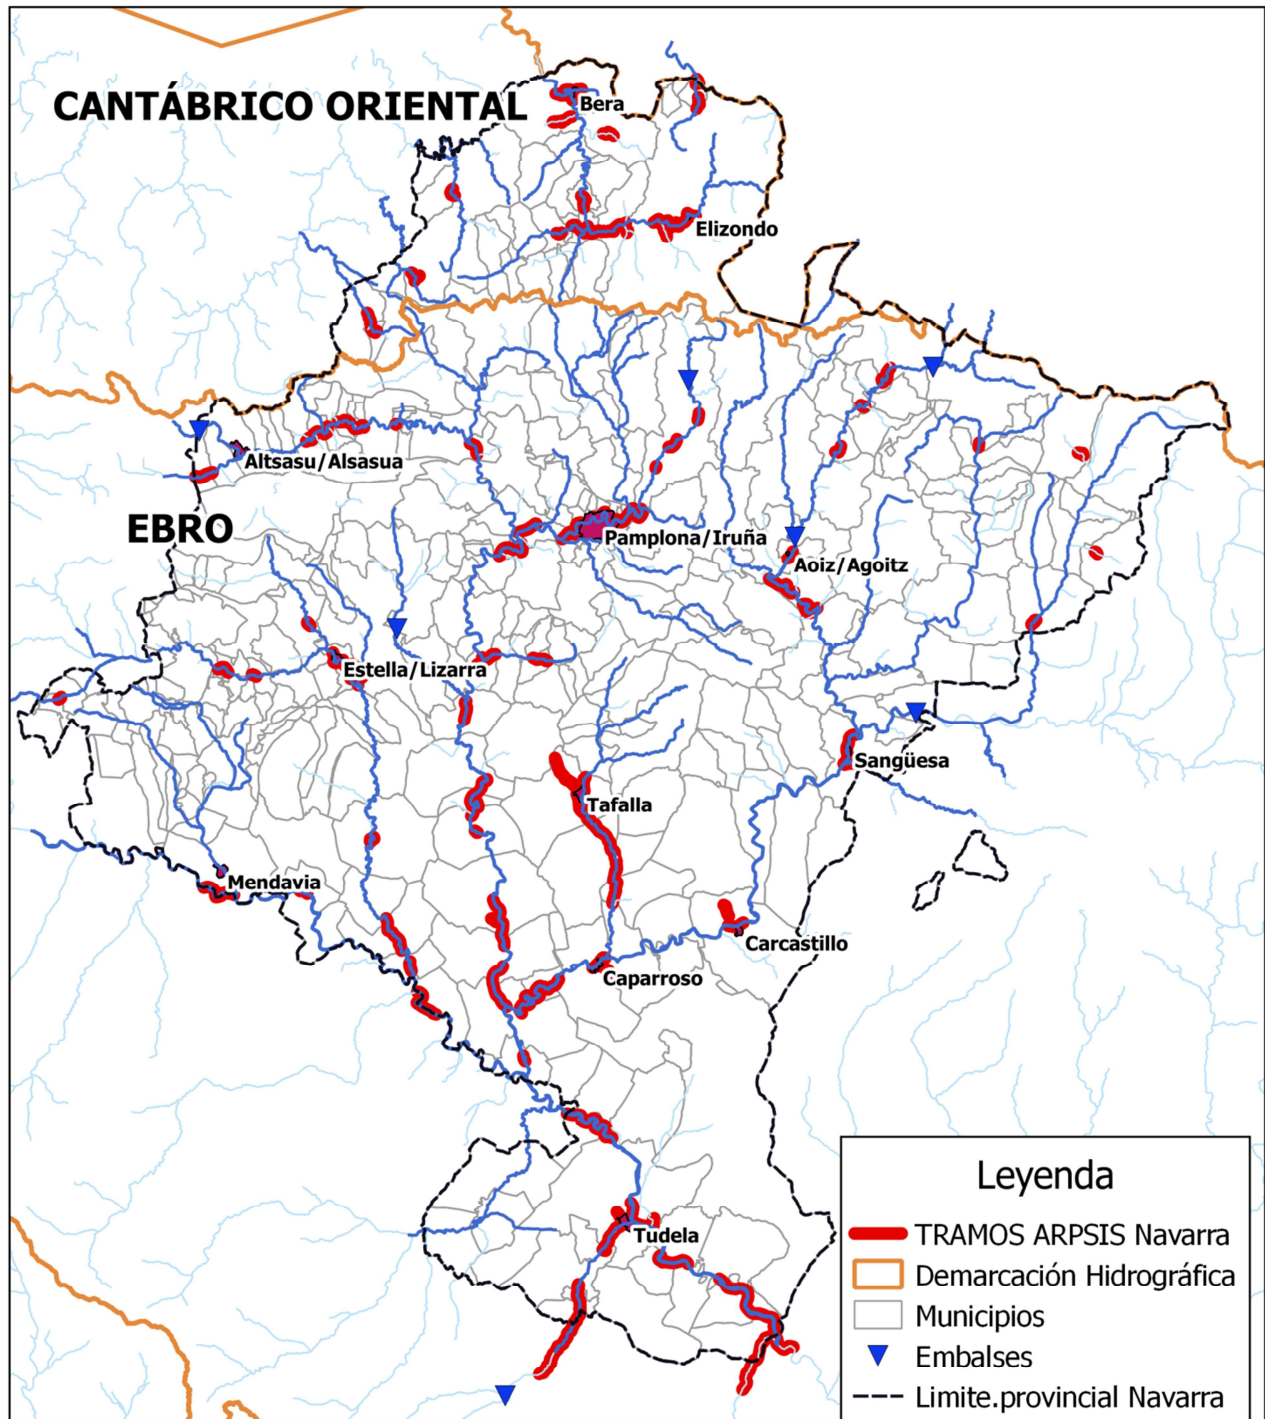 CANTÁBRICO ORIENTAL
Bera
Elizondo
Altsasu/Alsasua
EBRO
Pamplona/Iruña
Aoiz/Agoitz
Estella/Lizarra
Sangüesa
Tafalla
Mendavia
Carcastillo
Caparroso
Tudela
Leyenda
TRAMOS ARPSIS Navarra
Demarcación Hidrográfica
Municipios
Embalses
Limite.provincial Navarra